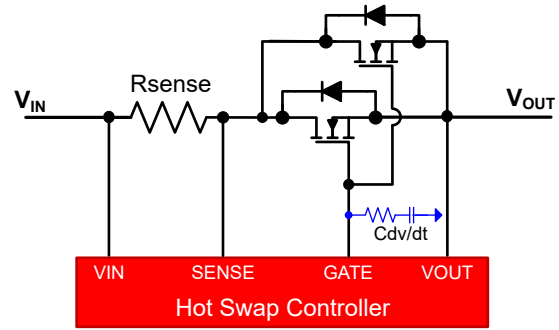 Rsense
VIN
VOUT
Cdv/dt
VIN SENSE GATE VOUT
Hot Swap Controller